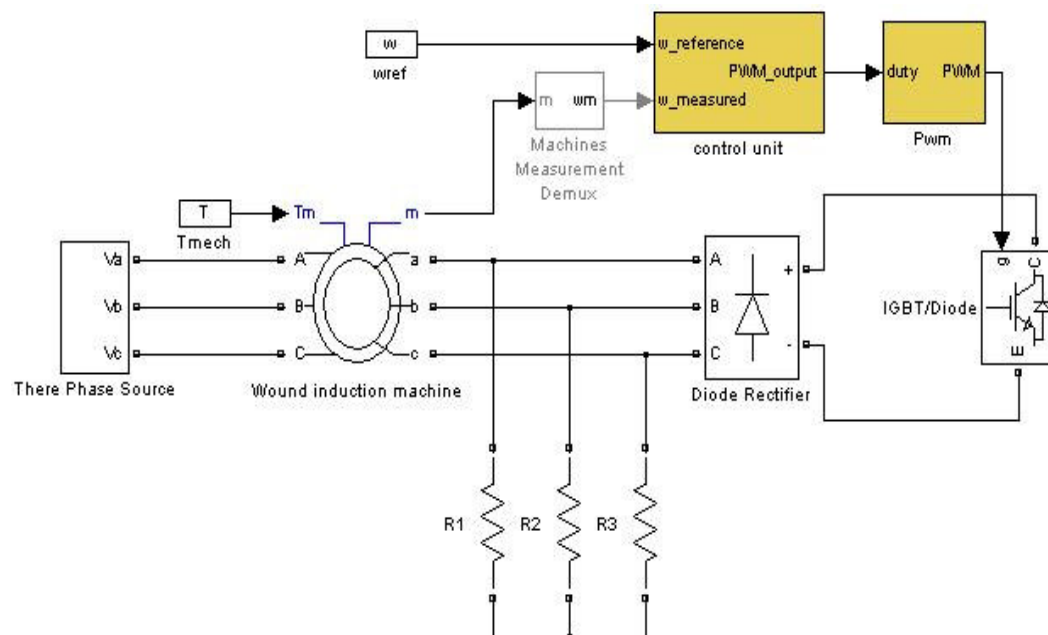 w
wref
w_reference
PWM_output
w_measured
control unit
duty
PWM
Pwm
m
wm
Machines
Measurement
Demux
T
Tmech
Tm
m
Va
Vb
Vc
There Phase Source
A
B
C
a
b
c
Wound induction machine
A
B
C
+
-
Diode Rectifier
g
C
E
IGBT/Diode
R1
R2
R3